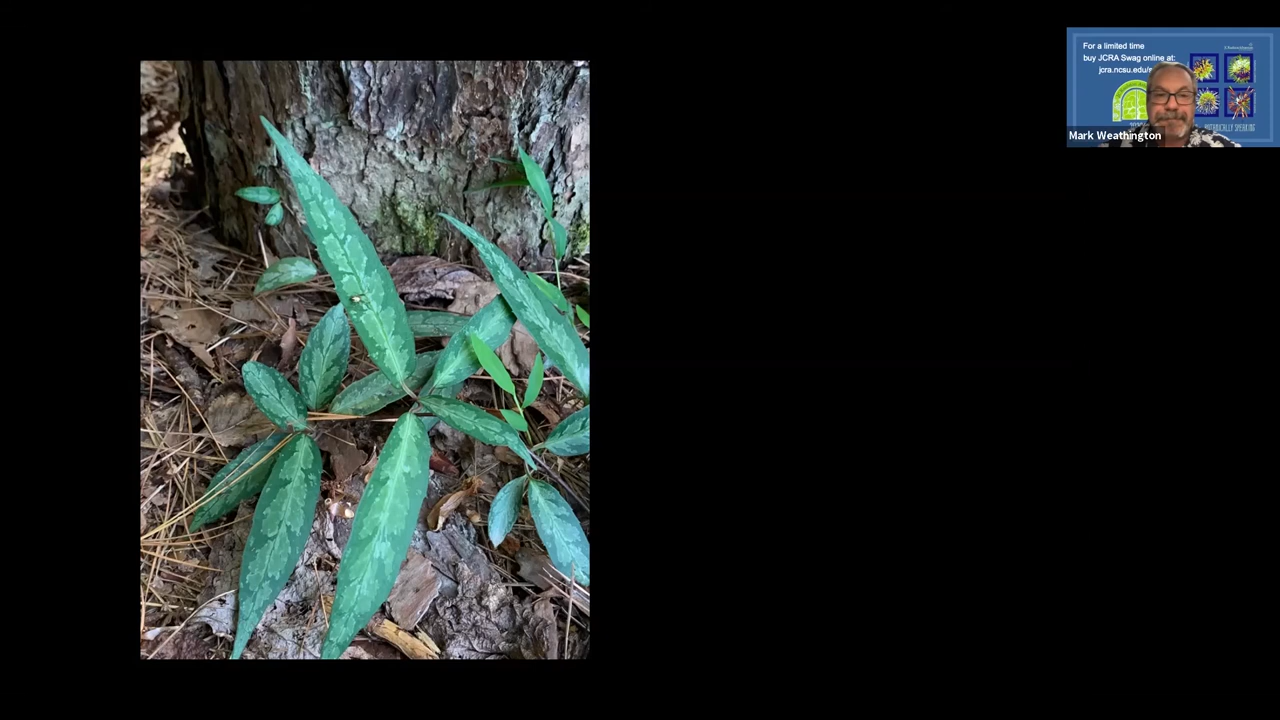 For a limited time
buy JCRA Swag online at:
jcra.ncsu.edu/
Mark Weathington